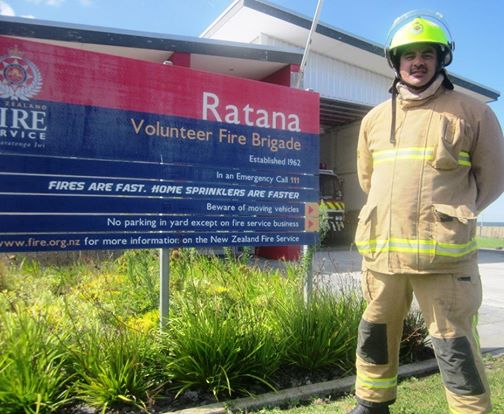 Ratana
Volunteer Fire Brigade
Established 1962
In an Emergency Call 111
FIRES ARE FAST. HOME SPRINKLERS ARE FASTER
Beware of moving vehicles
No parking in yard except on fire service business
www.fire.org.nz for more information on the New Zealand Fire Service
ZEALAND
FIRE
SERVICE